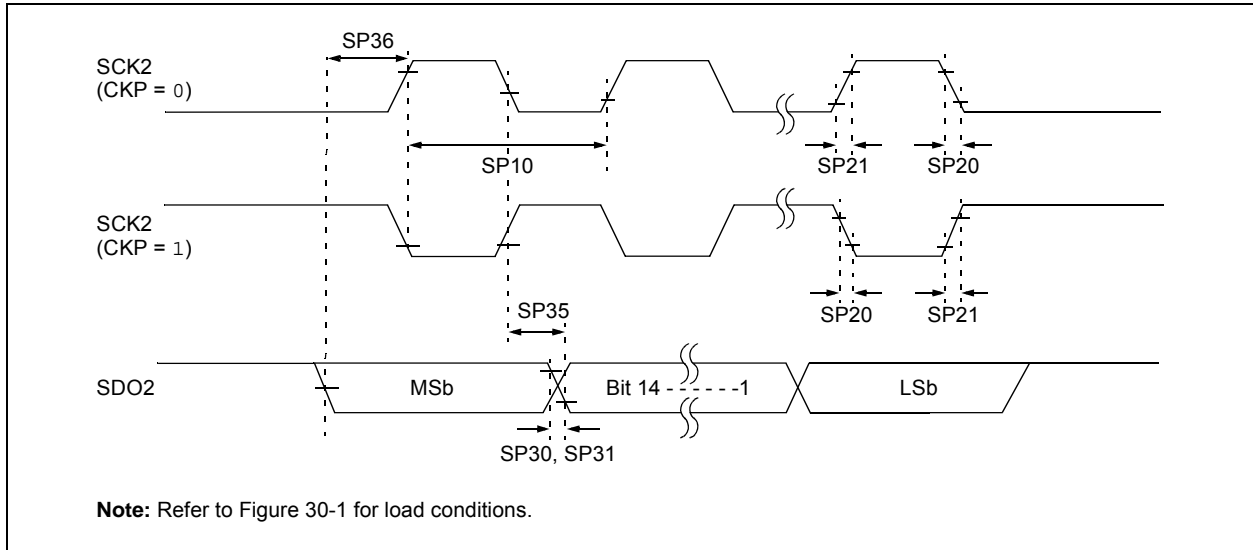 SP36
SCK2
(CKP = 0)
SP10
SP21
SP20
SCK2
(CKP = 1)
SP35
SP20
SP21
SDO2
MSb
Bit 14 - - - - - -1
LSb
SP30, SP31
Note: Refer to Figure 30-1 for load conditions.